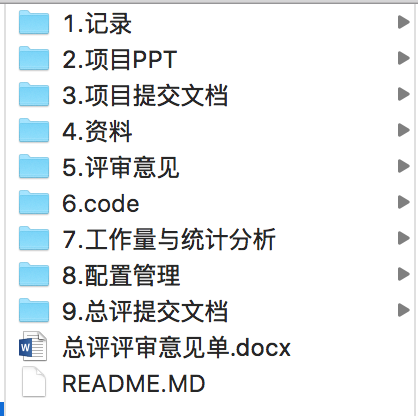 1.记录
2.项目PPT
3.项目提交文档
4.资料
5.评审意见
6.code
7.工作量与统计分析
8.配置管理
9.总评提交文档
总评评审意见单.docx
README.MD